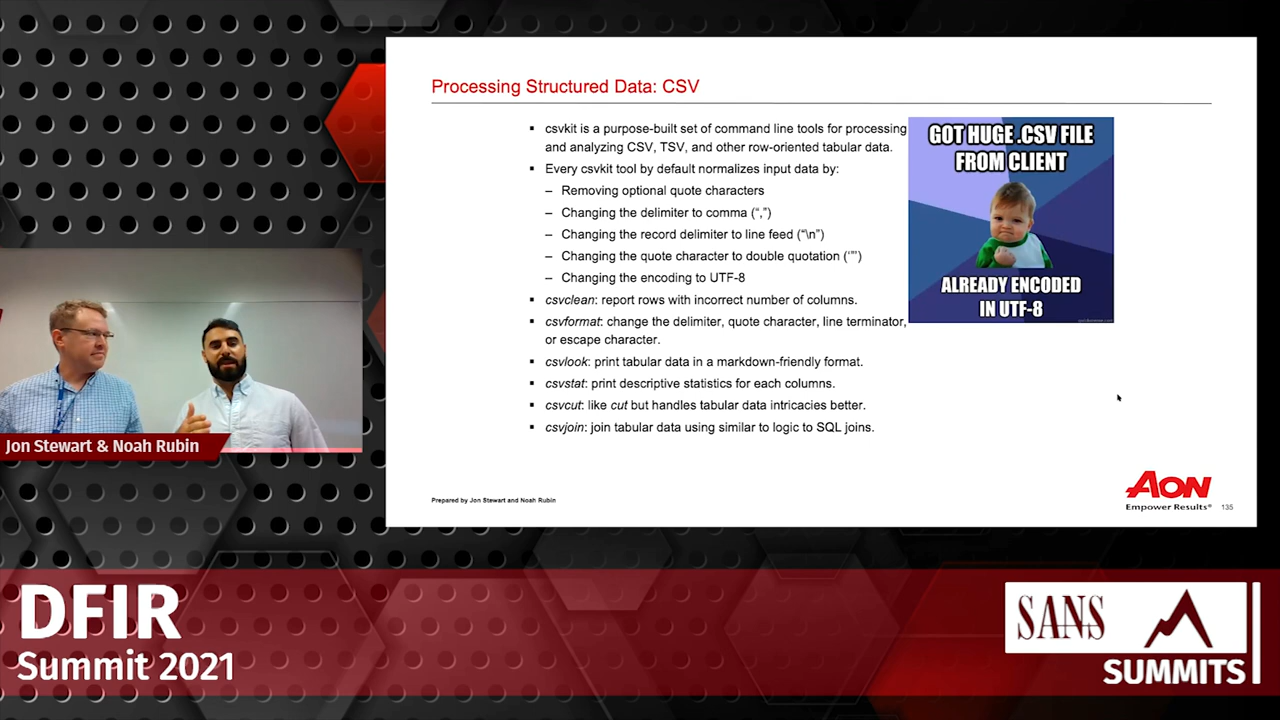 Processing Structured Data: CSV
▪ csvkit is a purpose-built set of command line tools for processing
and analyzing CSV, TSV, and other row-oriented tabular data.
▪ Every csvkit tool by default normalizes input data by:
– Removing optional quote characters
– Changing the delimiter to comma (“,”)
– Changing the record delimiter to line feed (“\n”)
– Changing the quote character to double quotation (‘”’)
– Changing the encoding to UTF-8
▪ csvclean: report rows with incorrect number of columns.
▪ csvformat: change the delimiter, quote character, line terminator,
or escape character.
▪ csvlook: print tabular data in a markdown-friendly format.
▪ csvstat: print descriptive statistics for each columns.
▪ csvcut: like cut but handles tabular data intricacies better.
▪ csvjoin: join tabular data using similar to logic to SQL joins.
GOT HUGE .CSV FILE
FROM CLIENT
ALREADY ENCODED
IN UTF-8
Prepared by Jon Stewart and Noah Rubin
AON
Empower Results®
135
Jon Stewart & Noah Rubin
DFIR
Summit 2021
SANS
SUMMITS